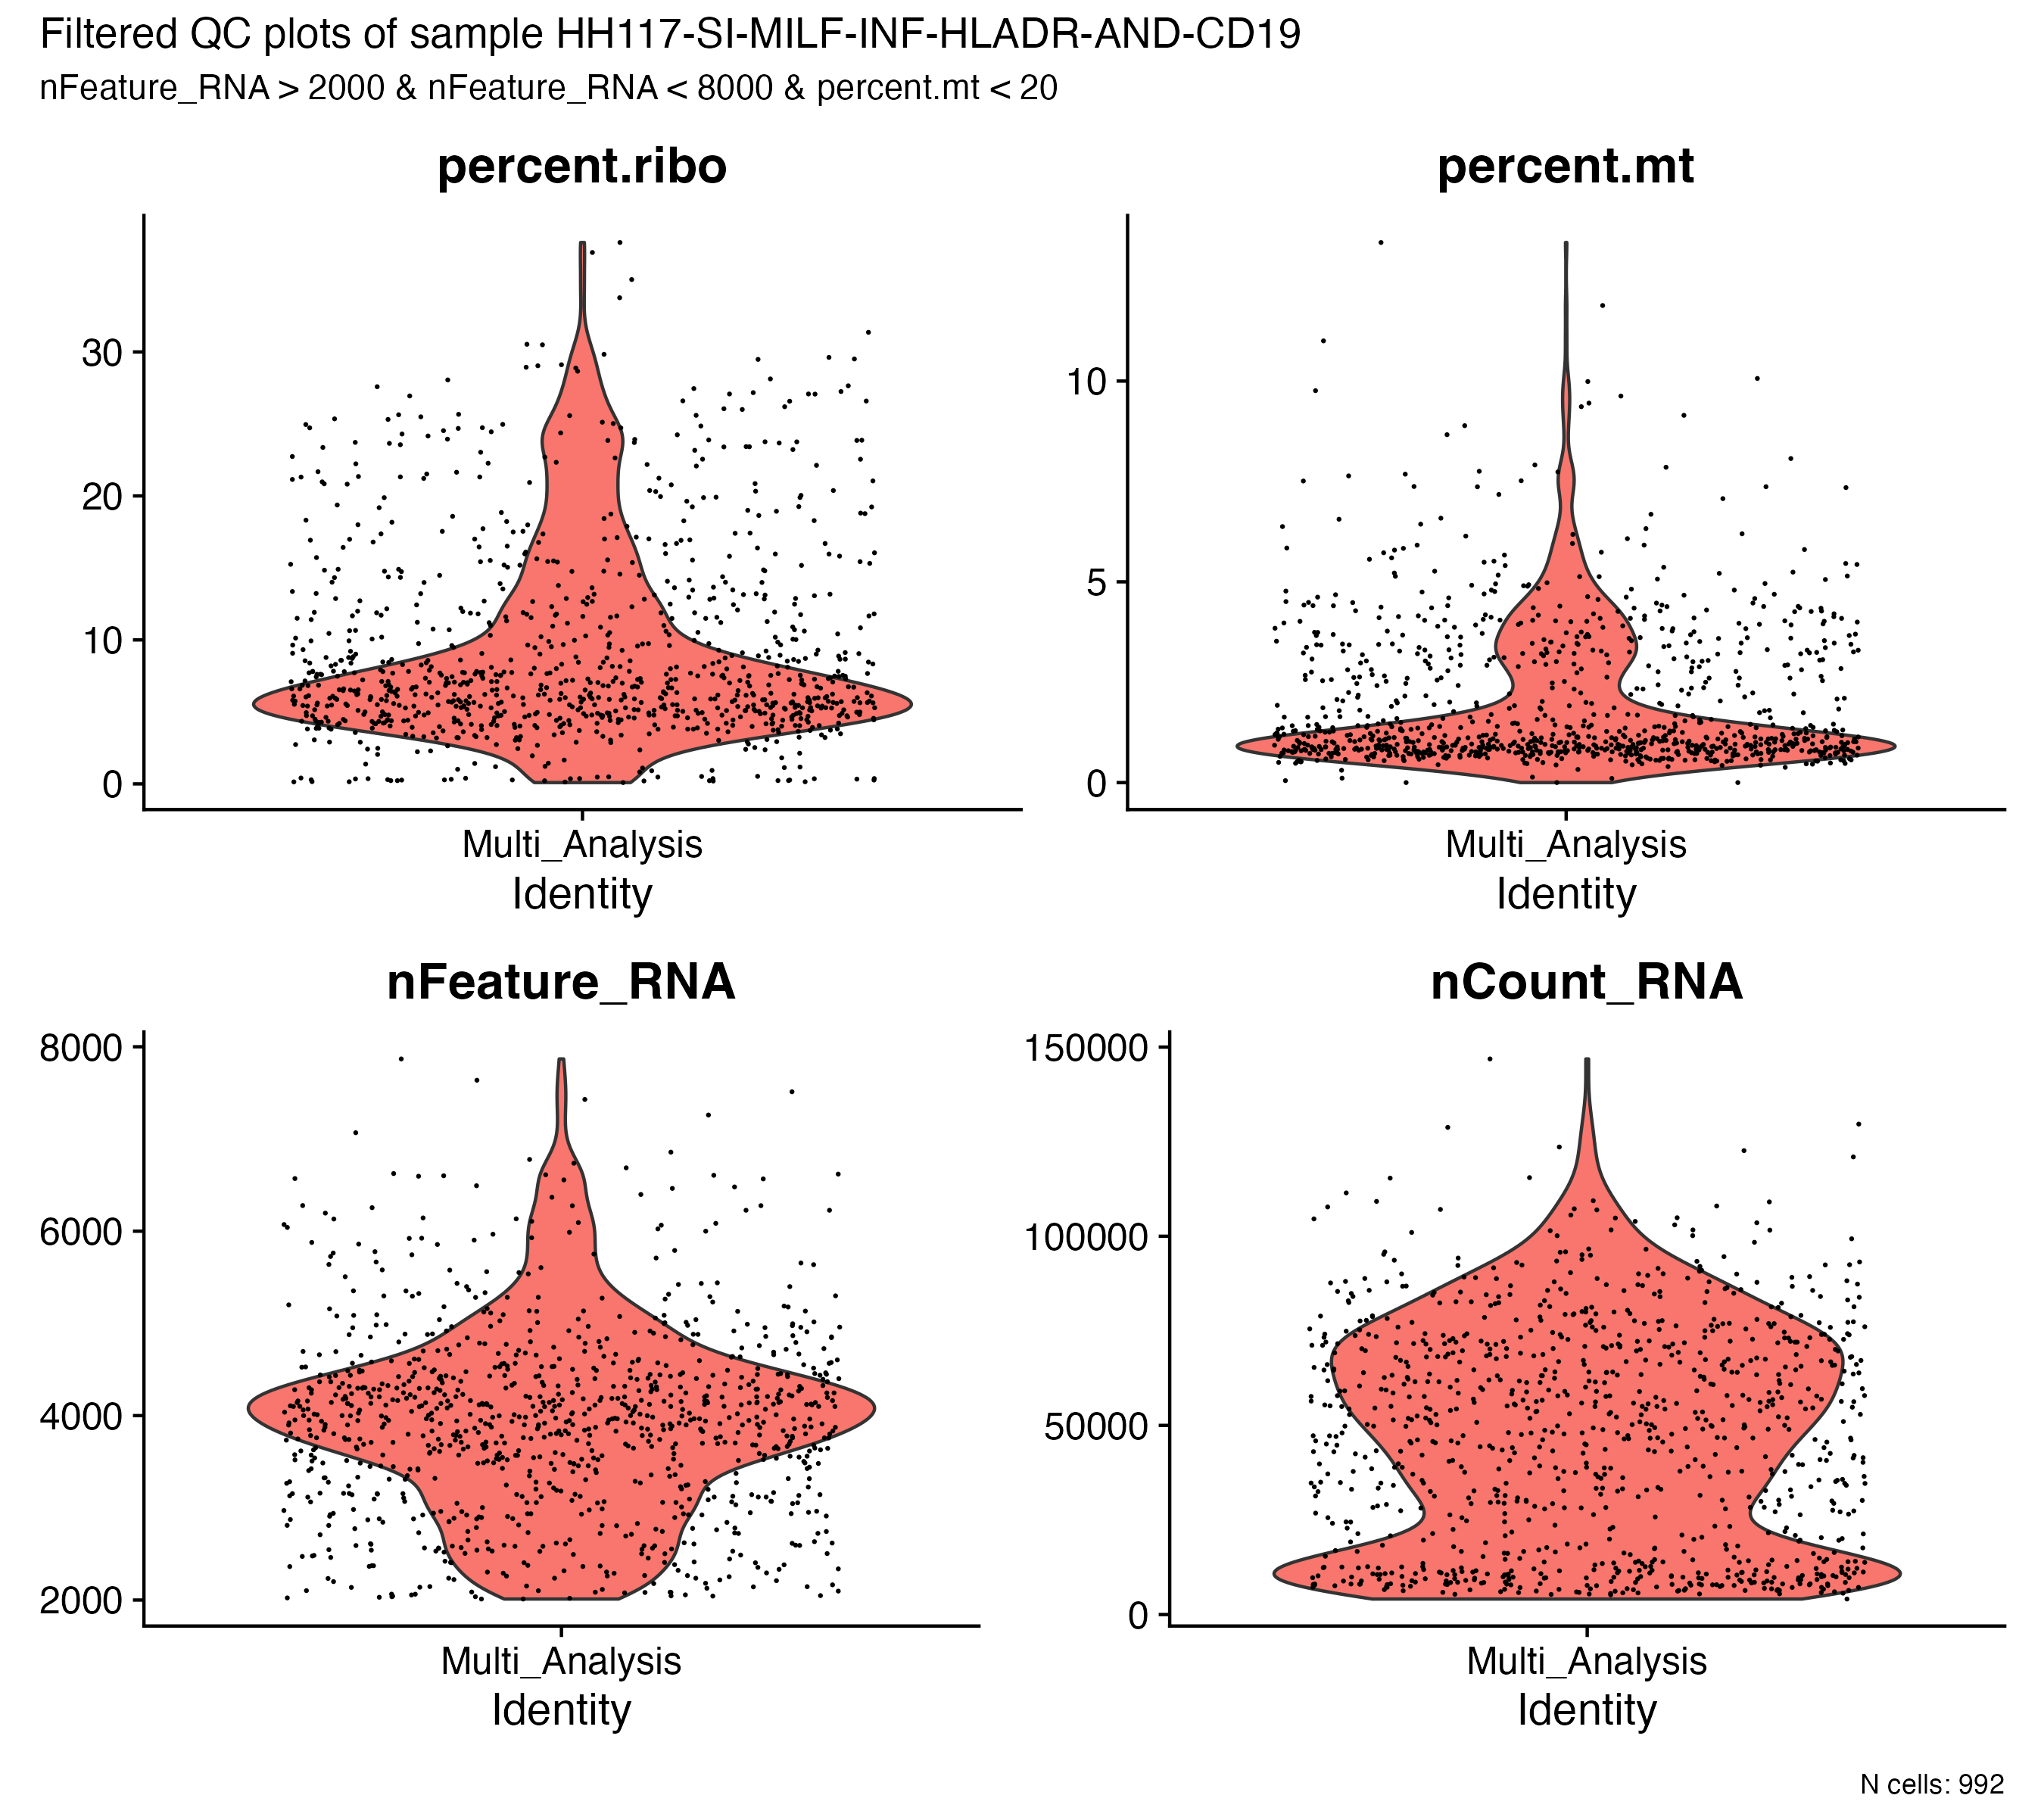 Filtered QC plots of sample HH117-SI-MILF-INF-HLADR-AND-CD19
nFeature_RNA > 2000 & nFeature_RNA < 8000 & percent.mt < 20
percent.ribo
30
20
10
0
Multi_Analysis
Identity
percent.mt
10
5
0
Multi_Analysis
Identity
nFeature_RNA
8000
6000
4000
2000
Multi_Analysis
Identity
nCount_RNA
150000
100000
50000
0
Multi_Analysis
Identity
N cells: 992